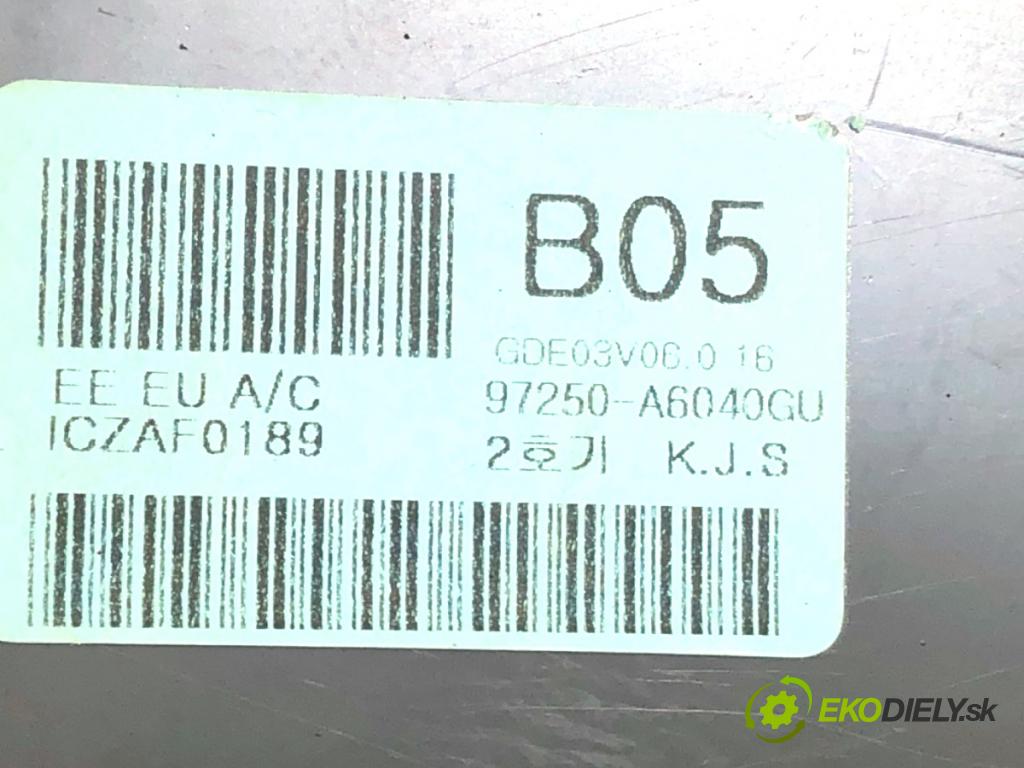 B05
GDE03V06.0 16
EE EU A/C
97250-A6040GU
ICZAF0189
2호기 K.J.S
EKODIELY.sk